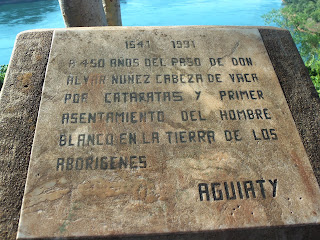 1541 1991
A 450 AÑOS DEL PASO DE DON
ALVAR NUÑEZ CABEZA DE VACA
POR CATARATAS Y PRIMER
ASENTAMIENTO DEL HOMBRE
BLANCO EN LA TIERRA DE LOS
ABORIGENES
AGUIATY